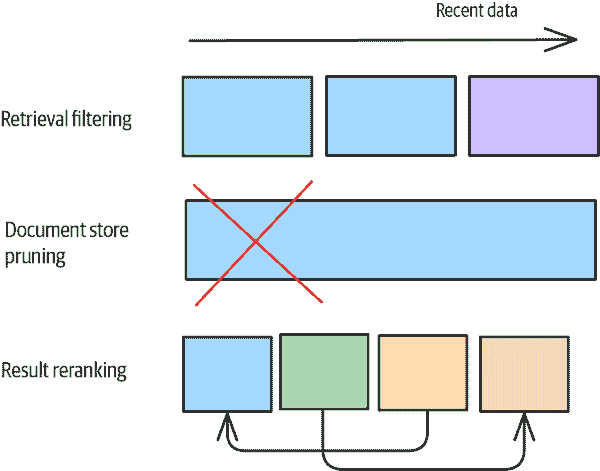 Recent data
Retrieval filtering
Document store
pruning
Result reranking